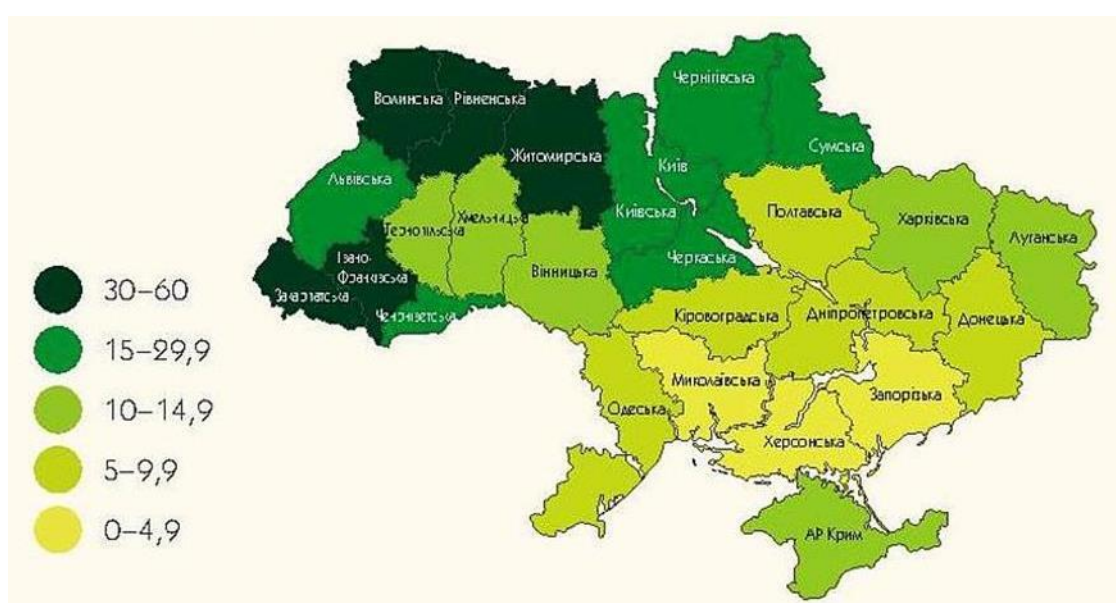 Чернігівська
Волинська
Рівненська
Сумська
Житомирська
Київ
Львівська
Київська
Полтавська
Харківська
Хмельницька
Тернопільська
Луганська
Івано-
Франківська
Вінницька
Черкаська
Закарпатська
Чернівецька
Кіровоградська
Дніпропетровська
Донецька
Миколаївська
Запорізька
Одеська
Херсонська
АР Крим
30–60
15–29,9
10–14,9
5–9,9
0–4,9